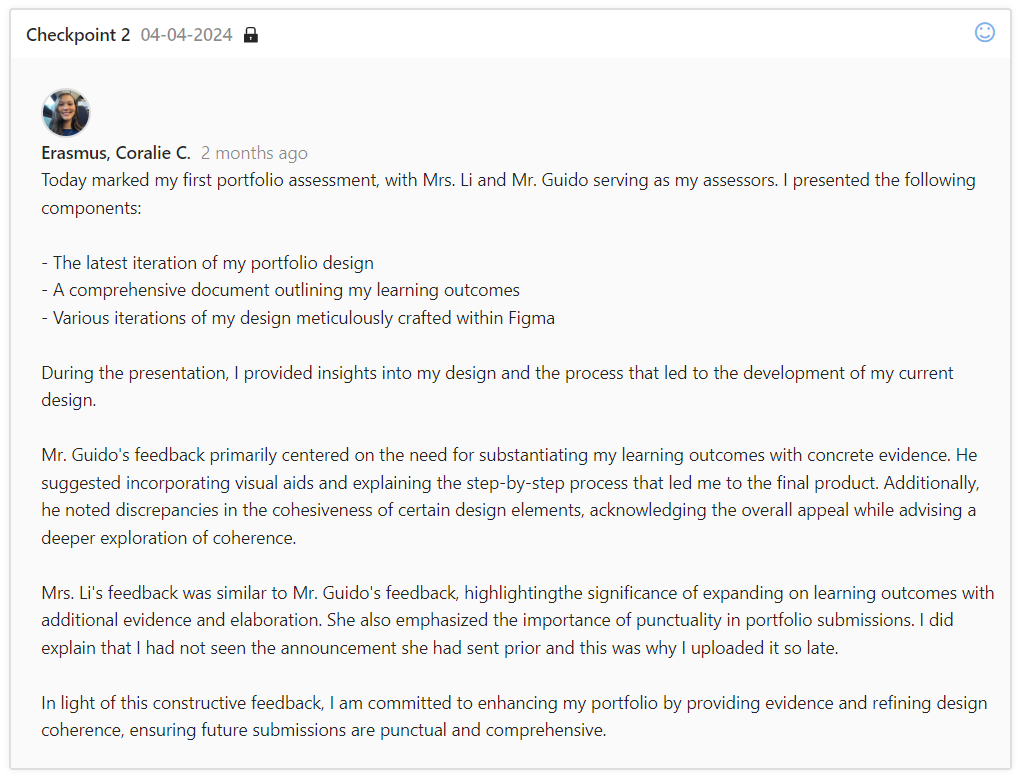 Checkpoint 2 04-04-2024
Erasmus, Coralie C. 2 months ago
Today marked my first portfolio assessment, with Mrs. Li and Mr. Guido serving as my assessors. I presented the following
components:
- The latest iteration of my portfolio design
- A comprehensive document outlining my learning outcomes
- Various iterations of my design meticulously crafted within Figma
During the presentation, I provided insights into my design and the process that led to the development of my current
design.
Mr. Guido's feedback primarily centered on the need for substantiating my learning outcomes with concrete evidence. He
suggested incorporating visual aids and explaining the step-by-step process that led me to the final product. Additionally,
he noted discrepancies in the cohesiveness of certain design elements, acknowledging the overall appeal while advising a
deeper exploration of coherence.
Mrs. Li's feedback was similar to Mr. Guido's feedback, highlightingthe significance of expanding on learning outcomes with
additional evidence and elaboration. She also emphasized the importance of punctuality in portfolio submissions. I did
explain that I had not seen the announcement she had sent prior and this was why I uploaded it so late.
In light of this constructive feedback, I am committed to enhancing my portfolio by providing evidence and refining design
coherence, ensuring future submissions are punctual and comprehensive.